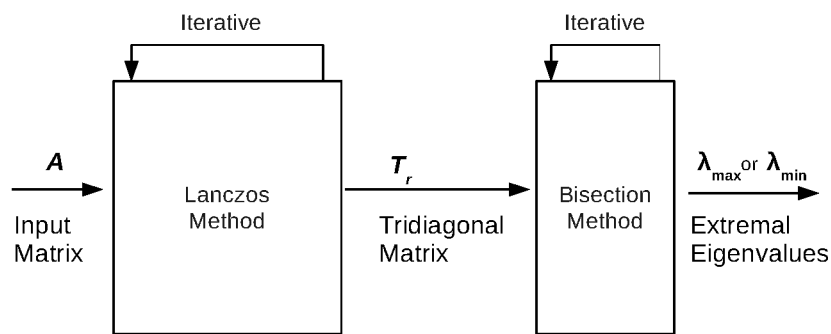 Iterative
Iterative
A
T_r
λ_max or λ_min
Lanczos
Method
Bisection
Method
Input
Matrix
Tridiagonal
Matrix
Extremal
Eigenvalues